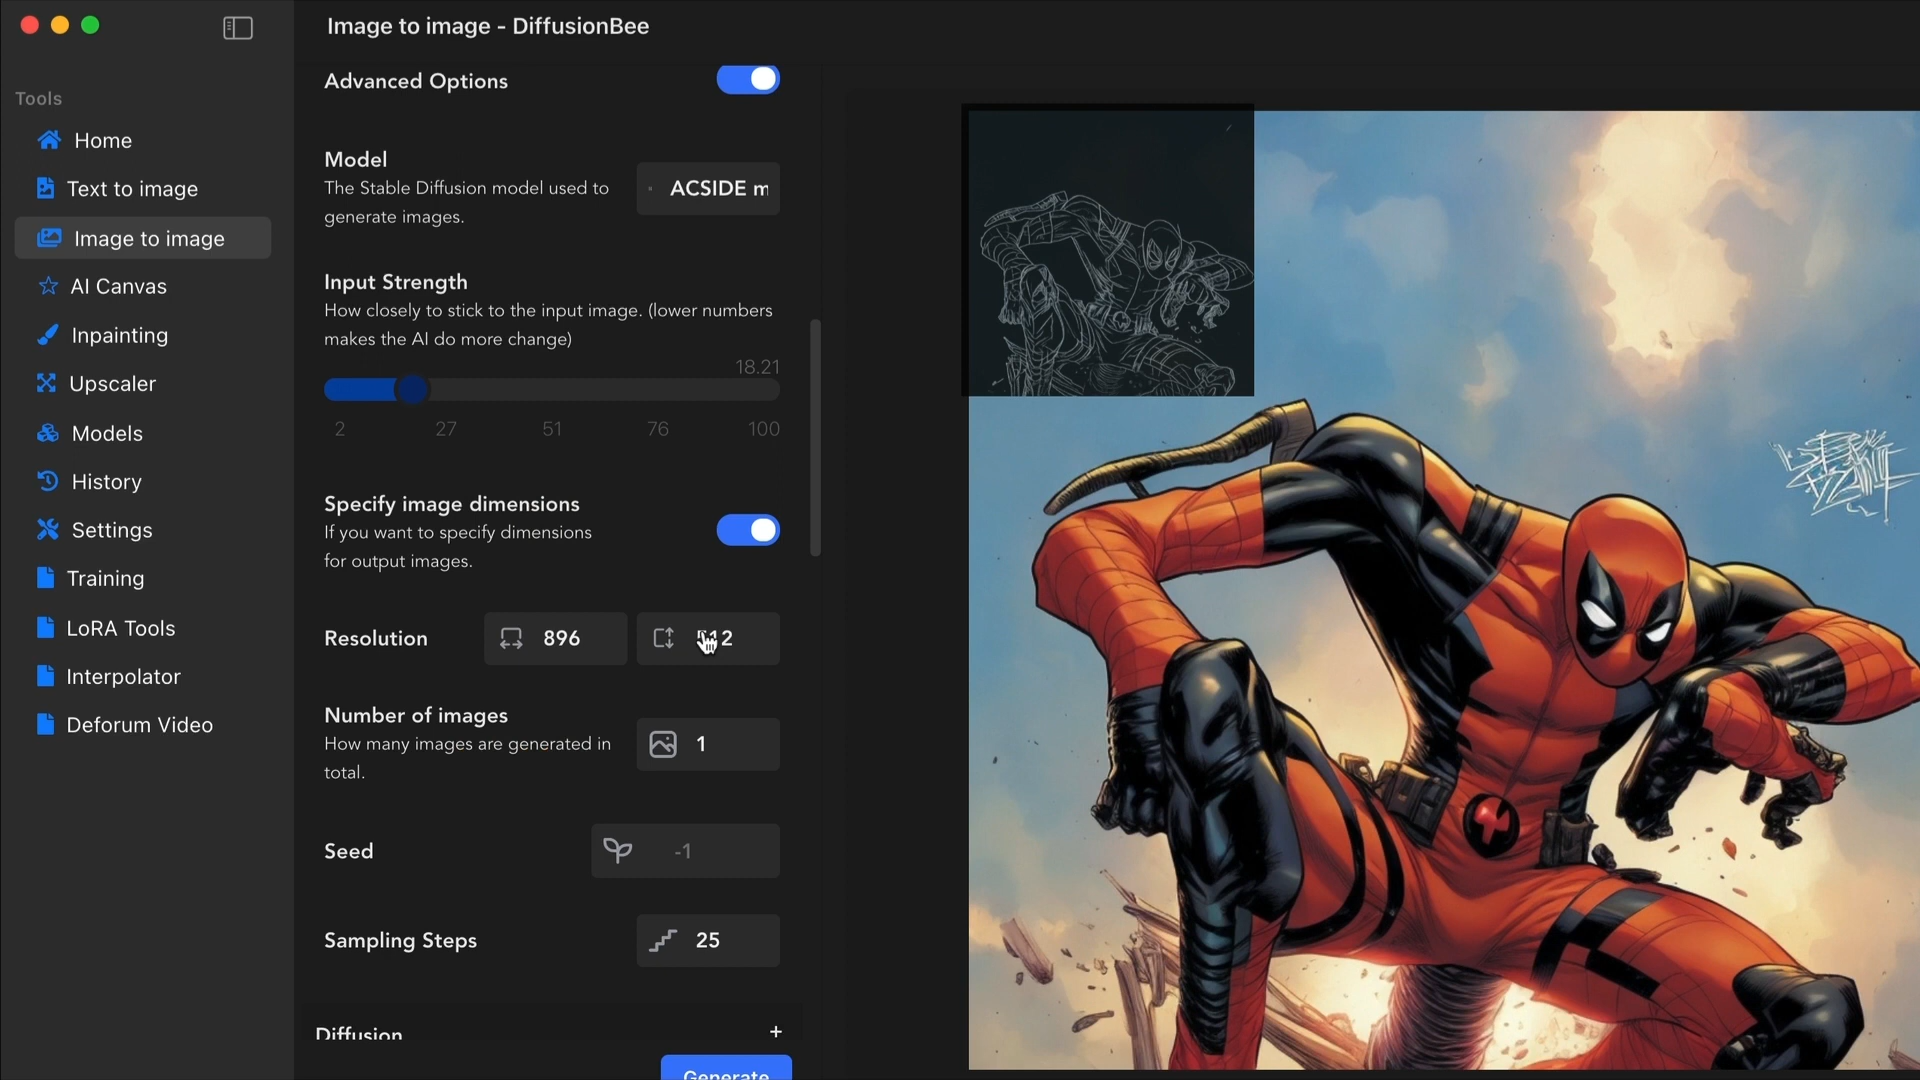 Image to image - DiffusionBee
Tools
Home
Text to image
Image to image
AI Canvas
Inpainting
Upscaler
Models
History
Settings
Training
LoRA Tools
Interpolator
Deforum Video
Advanced Options
Model
The Stable Diffusion model used to
generate images.
ACSIDE m
Input Strength
How closely to stick to the input image. (lower numbers
makes the AI do more change)
18.21
2 27 51 76 100
Specify image dimensions
If you want to specify dimensions
for output images.
Resolution 896
Number of images
How many images are generated in
total.
1
Seed -1
Sampling Steps 25
Diffusion +
Generate